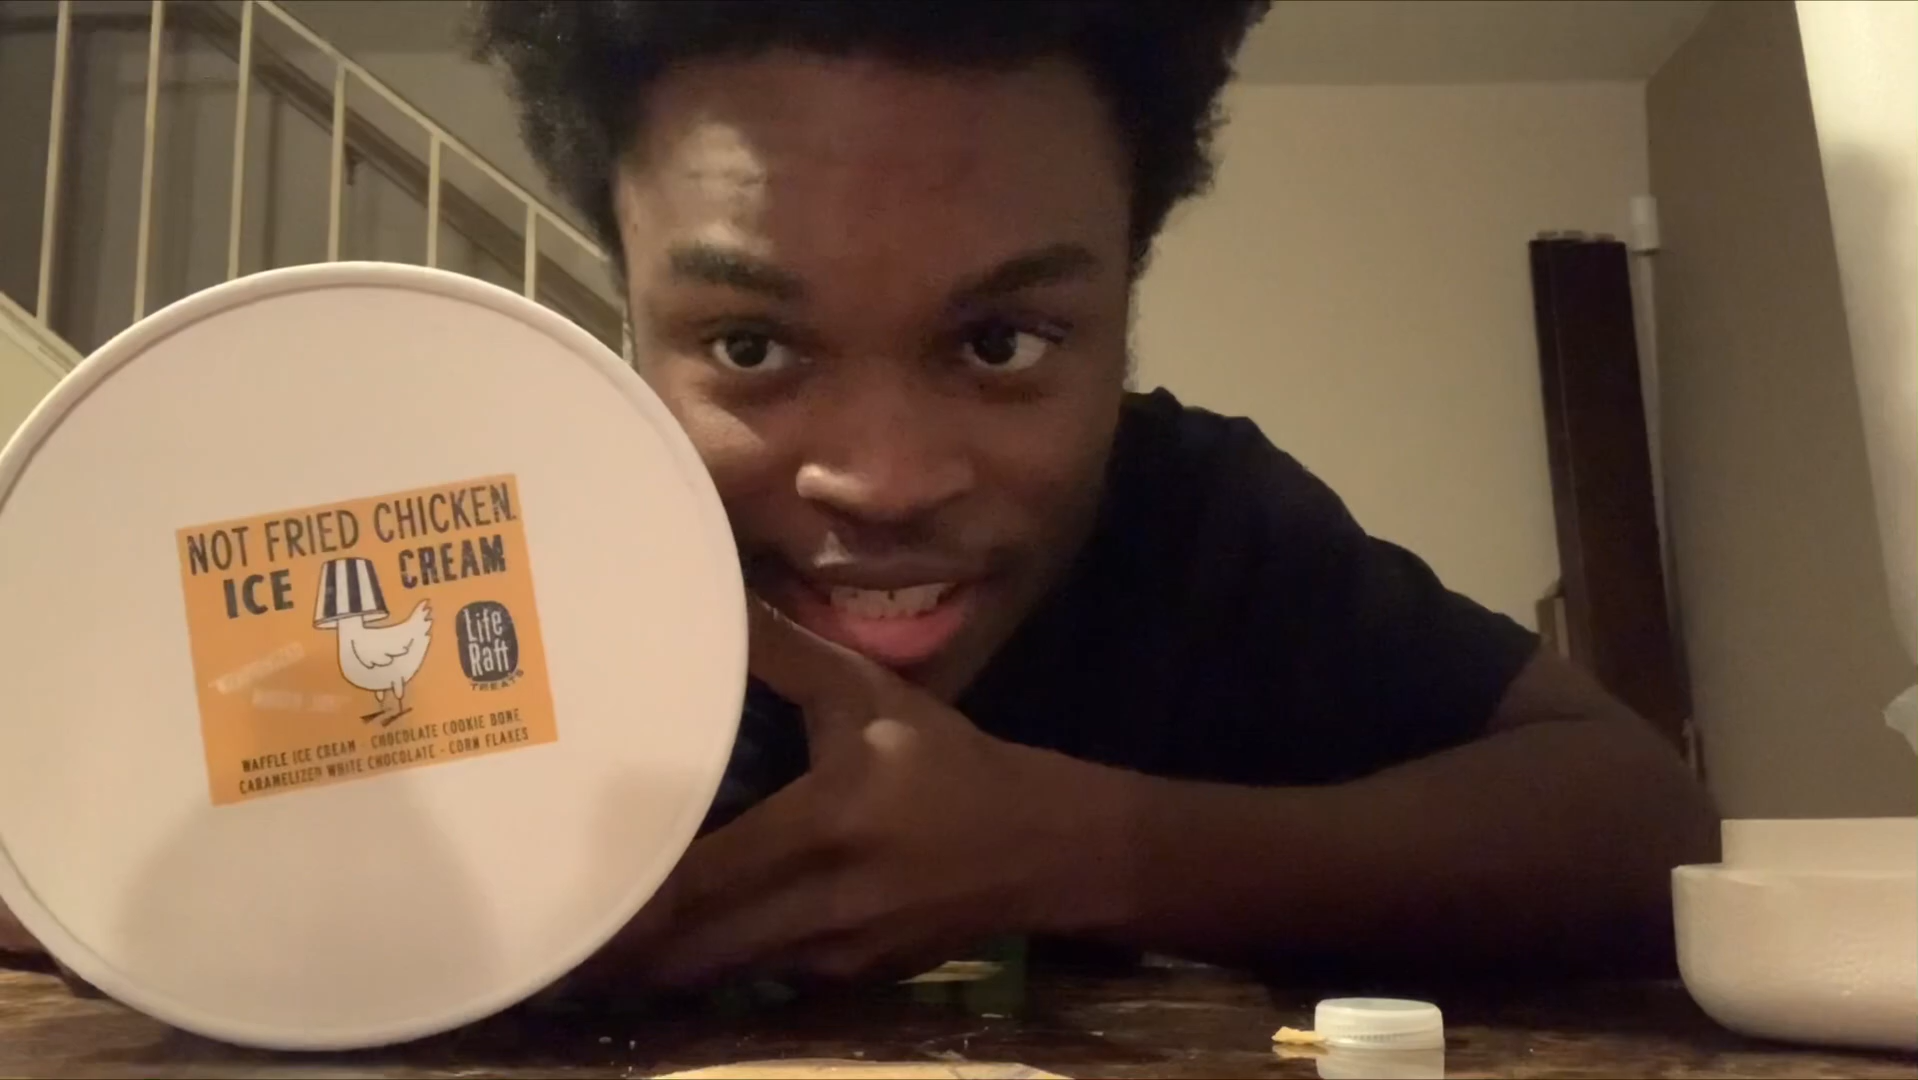 NOT FRIED CHICKEN.
ICE CREAM
Life
Raft
TREATS
WAFFLE ICE CREAM - CHOCOLATE COOKIE BONE,
CARAMELIZED WHITE CHOCOLATE - CORN FLAKES